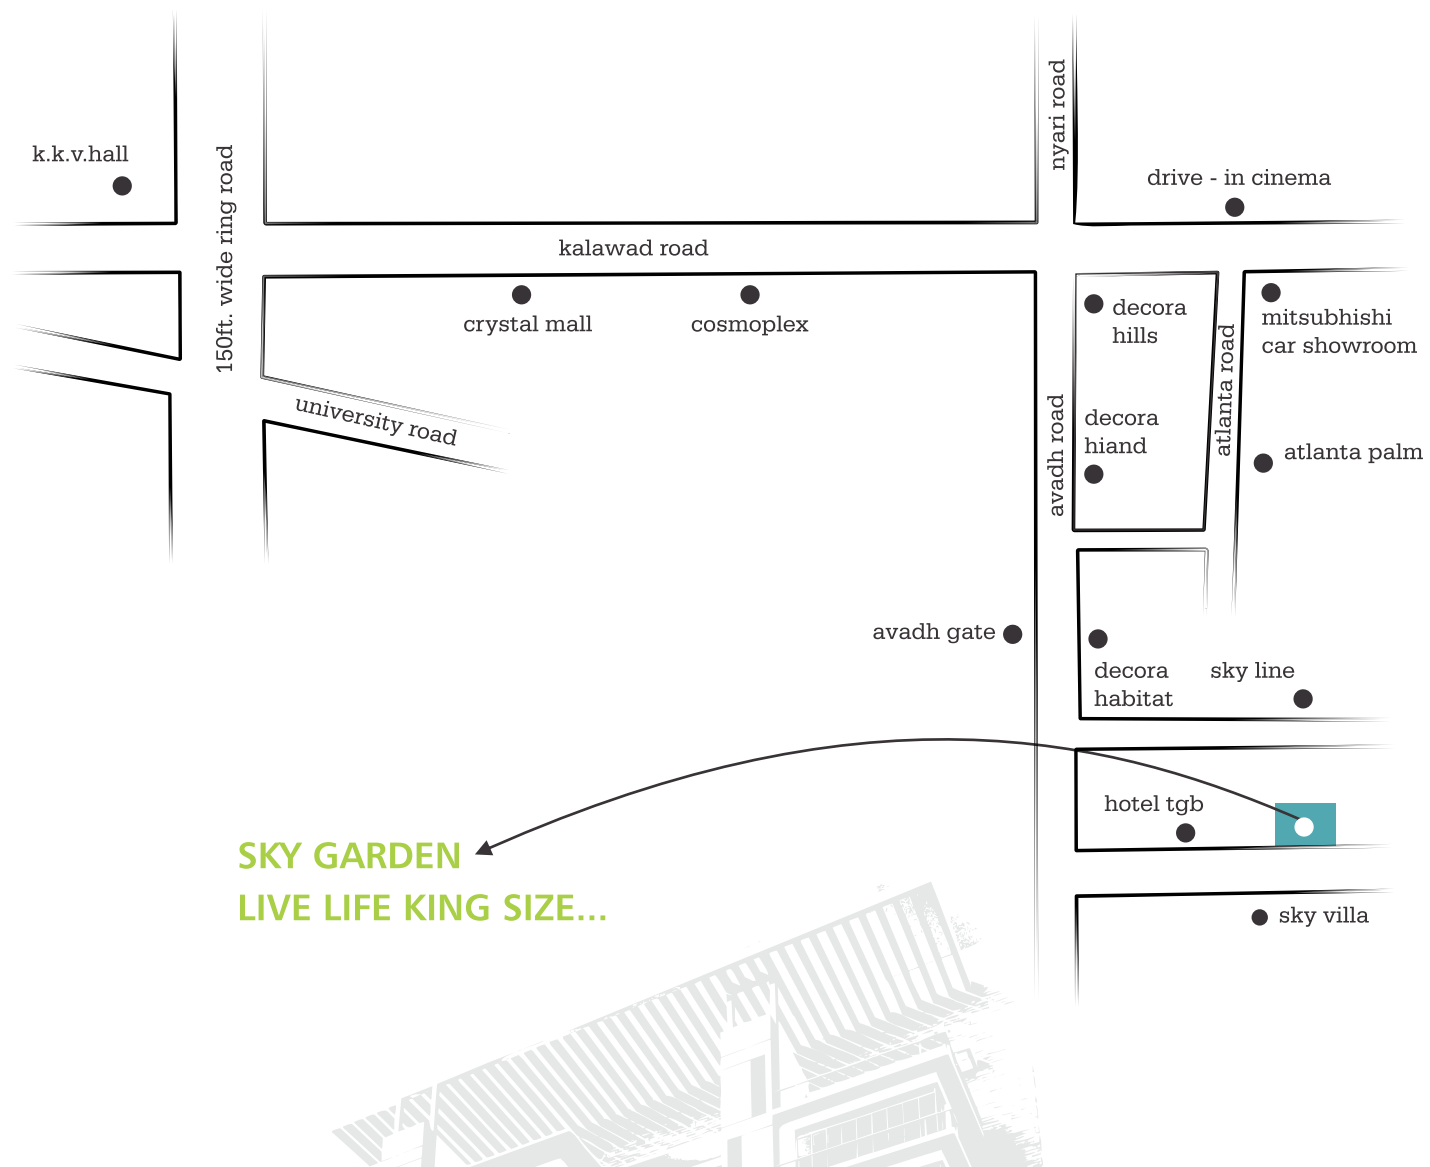 nyari road
k.k.v.hall
150ft. wide ring road
drive - in cinema
kalawad road
crystal mall
cosmoplex
decora
hills
mitsubhishi
car showroom
atlanta road
university road
avadh road
decora
hiand
atlanta palm
avadh gate
decora
habitat
sky line
hotel tgb
SKY GARDEN
LIVE LIFE KING SIZE...
sky villa